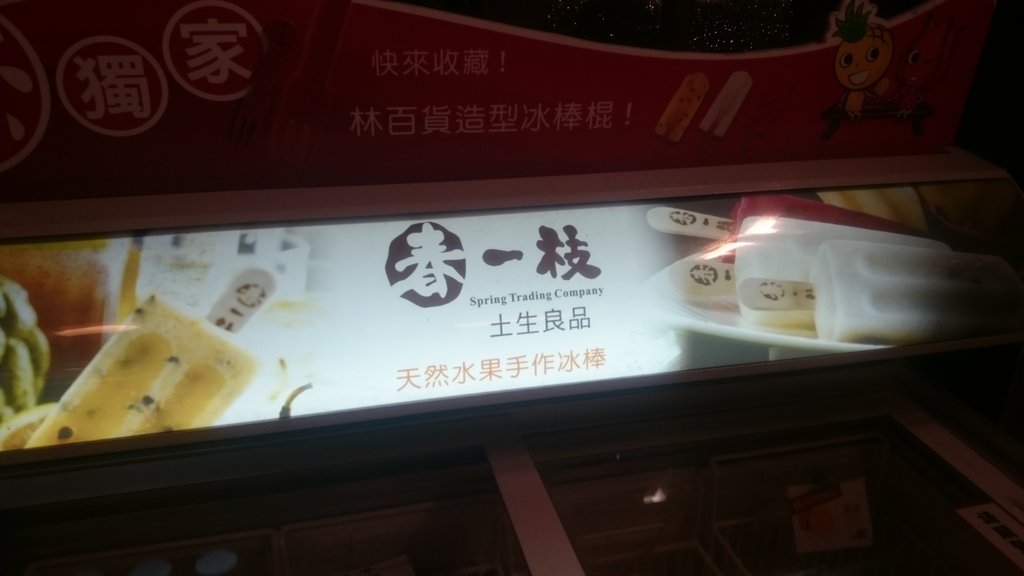 獨家
快來收藏！
林百貨造型冰棒棍！
春一枝
Spring Trading Company
土生良品
天然水果手作冰棒